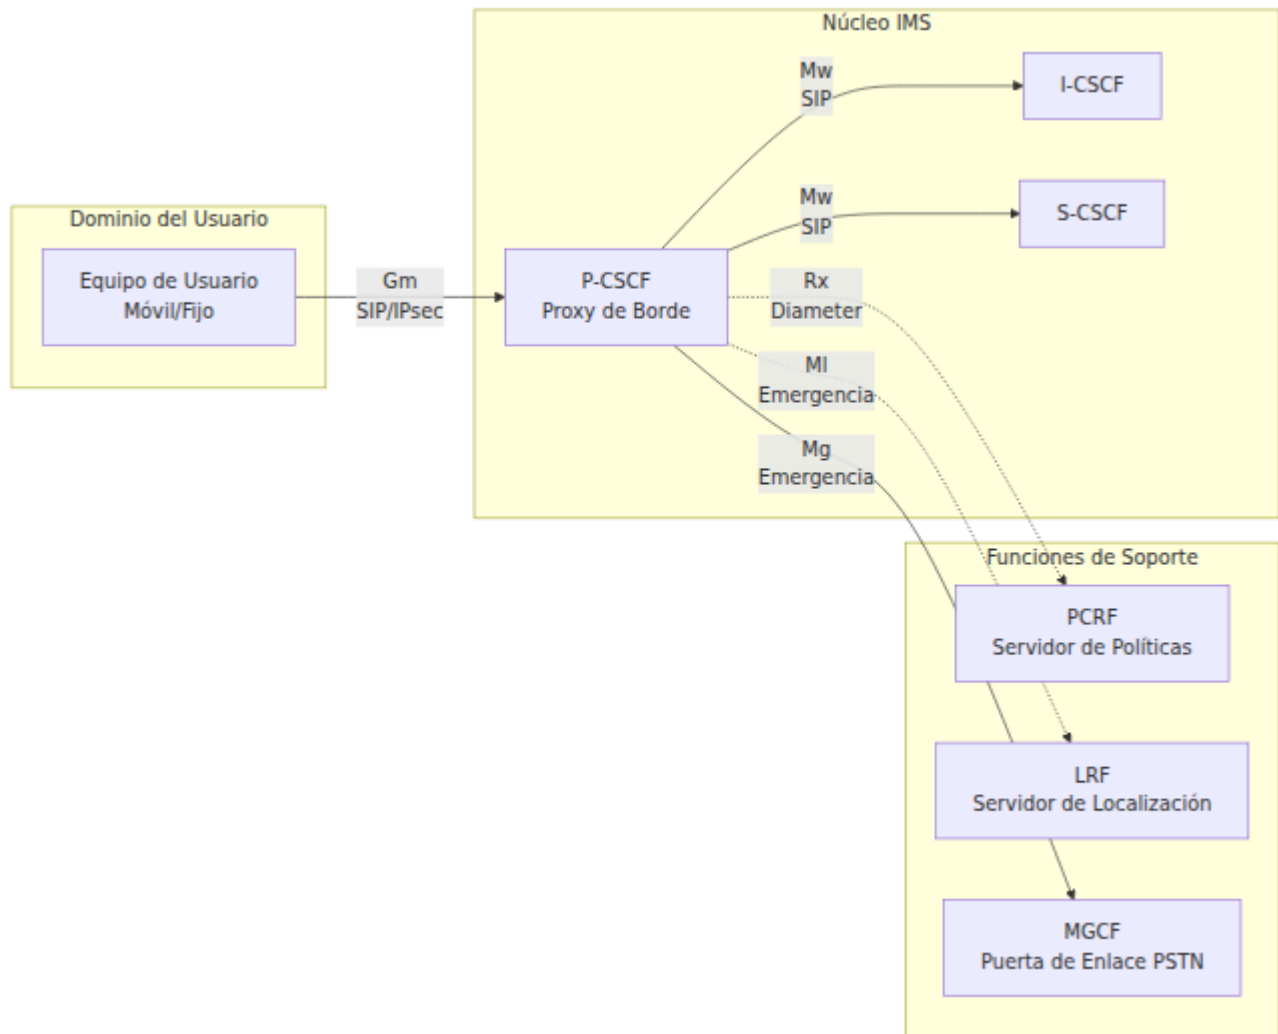 Núcleo IMS
Mw
SIP
I-CSCF
Mw
SIP
S-CSCF
Dominio del Usuario
Equipo de Usuario
Móvil/Fijo
Gm
SIP/IPsec
P-CSCF
Proxy de Borde
Rx
Diameter
Ml
Emergencia
Mg
Emergencia
Funciones de Soporte
PCRF
Servidor de Políticas
LRF
Servidor de Localización
MGCF
Puerta de Enlace PSTN